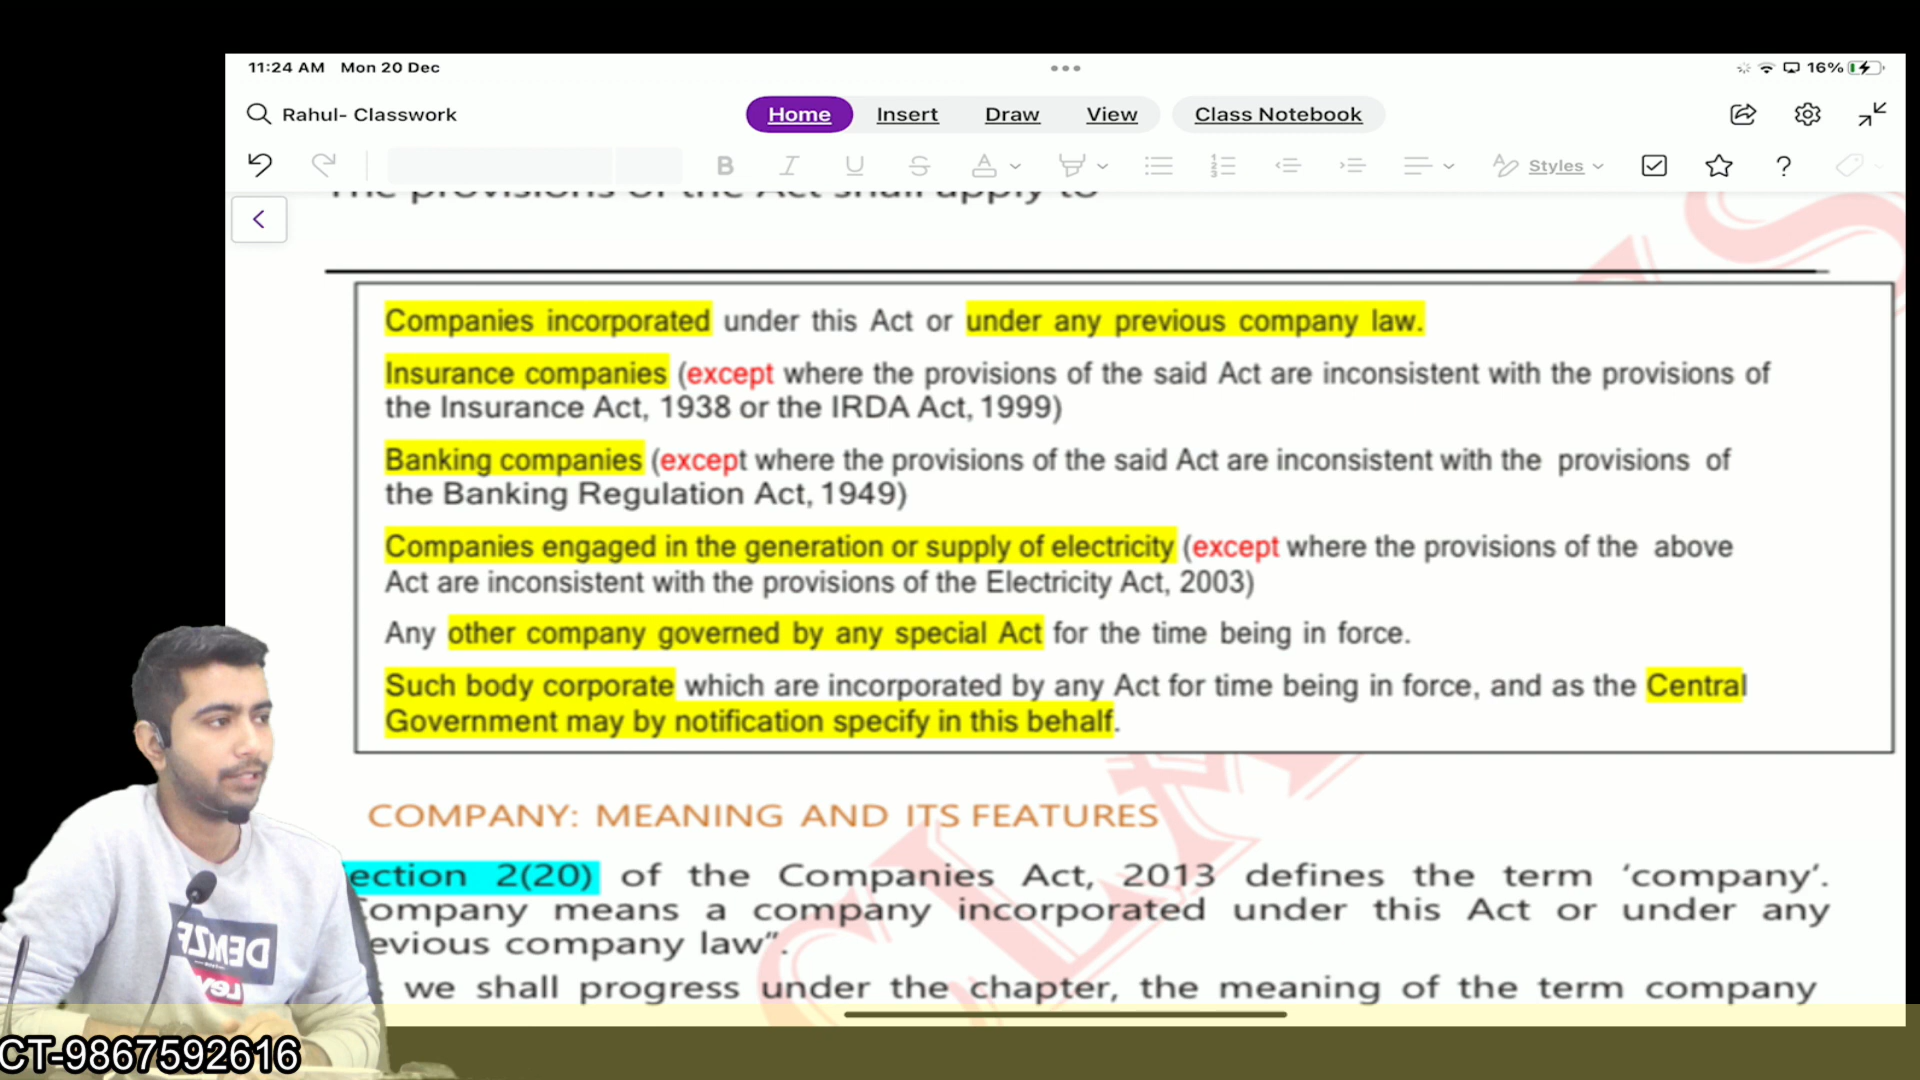 11:24 AM Mon 20 Dec
16%
Rahul- Classwork
Home Insert Draw View Class Notebook
B I U S A Styles ?
The provisions of the Act shall apply to
Companies incorporated under this Act or under any previous company law.
Insurance companies (except where the provisions of the said Act are inconsistent with the provisions of
the Insurance Act, 1938 or the IRDA Act, 1999)
Banking companies (except where the provisions of the said Act are inconsistent with the provisions of
the Banking Regulation Act, 1949)
Companies engaged in the generation or supply of electricity (except where the provisions of the above
Act are inconsistent with the provisions of the Electricity Act, 2003)
Any other company governed by any special Act for the time being in force.
Such body corporate which are incorporated by any Act for time being in force, and as the Central
Government may by notification specify in this behalf.
COMPANY: MEANING AND ITS FEATURES
ection 2(20) of the Companies Act, 2013 defines the term ‘company’.
Company means a company incorporated under this Act or under any
evious company law”.
we shall progress under the chapter, the meaning of the term company
CT-9867592616